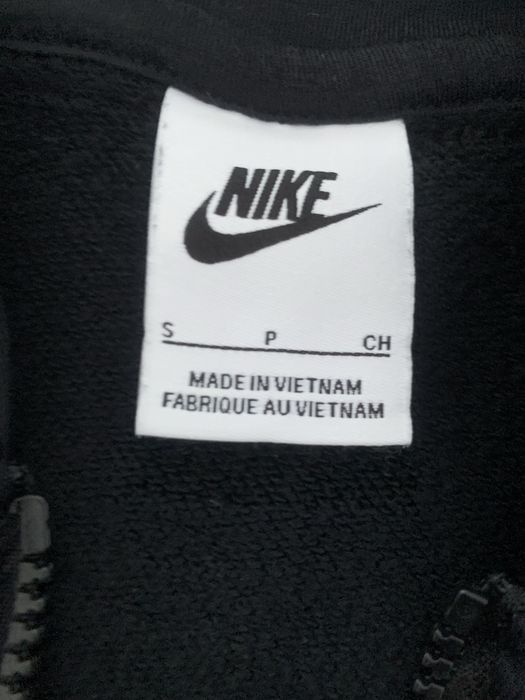 NIKE
S P CH
MADE IN VIETNAM
FABRIQUE AU VIETNAM